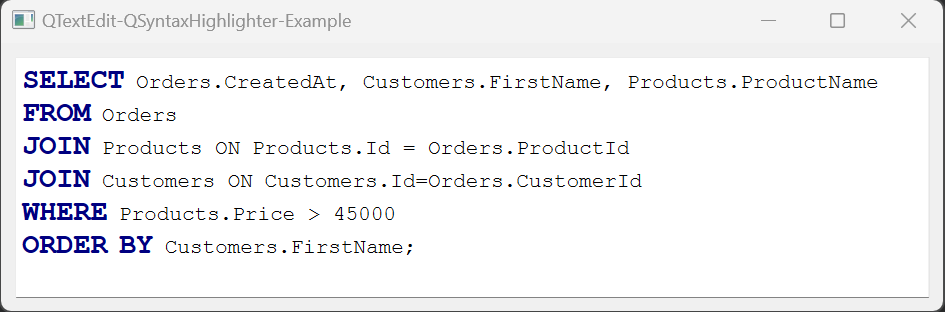 QTextEdit-QSyntaxHighlighter-Example
SELECT Orders.CreatedAt, Customers.FirstName, Products.ProductName
FROM Orders
JOIN Products ON Products.Id = Orders.ProductId
JOIN Customers ON Customers.Id=Orders.CustomerId
WHERE Products.Price > 45000
ORDER BY Customers.FirstName;